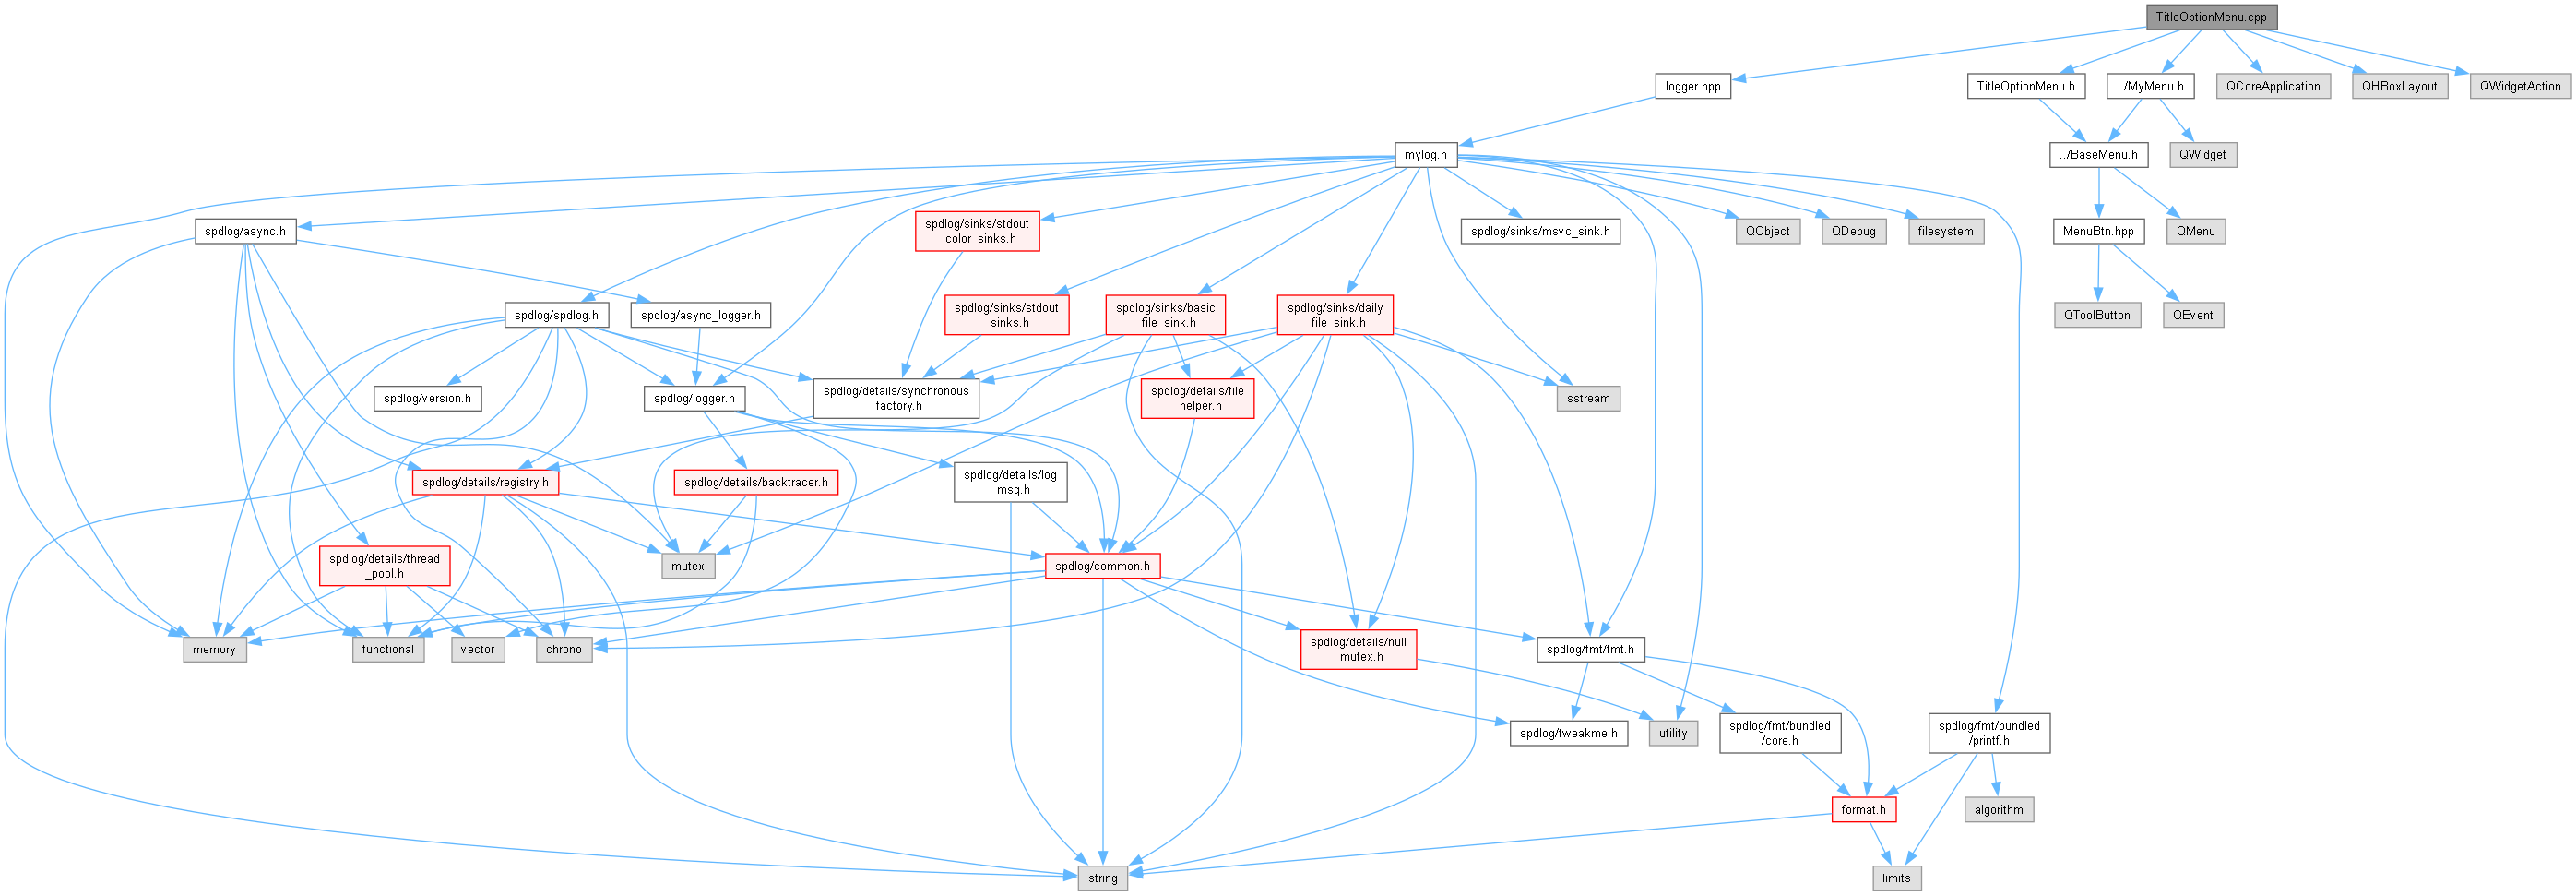 TitleOptionMenu.cpp
logger.hpp
TitleOptionMenu.h
../MyMenu.h
QCoreApplication
QHBoxLayout
QWidgetAction
mylog.h
../BaseMenu.h
QWidget
spdlog/async.h
spdlog/sinks/stdout
_color_sinks.h
spdlog/sinks/msvc_sink.h
QObject
QDebug
filesystem
MenuBtn.hpp
QMenu
spdlog/spdlog.h
spdlog/async_logger.h
spdlog/sinks/stdout
_sinks.h
spdlog/sinks/basic
_file_sink.h
spdlog/sinks/daily
_file_sink.h
QToolButton
QEvent
spdlog/version.h
spdlog/logger.h
spdlog/details/synchronous
_factory.h
spdlog/details/file
_helper.h
sstream
spdlog/details/registry.h
spdlog/details/backtracer.h
spdlog/details/log
_msg.h
spdlog/details/thread
_pool.h
mutex
spdlog/common.h
memory
functional
vector
chrono
spdlog/details/null
_mutex.h
spdlog/fmt/fmt.h
spdlog/tweakme.h
utility
spdlog/fmt/bundled
/core.h
spdlog/fmt/bundled
/printf.h
format.h
algorithm
string
limits